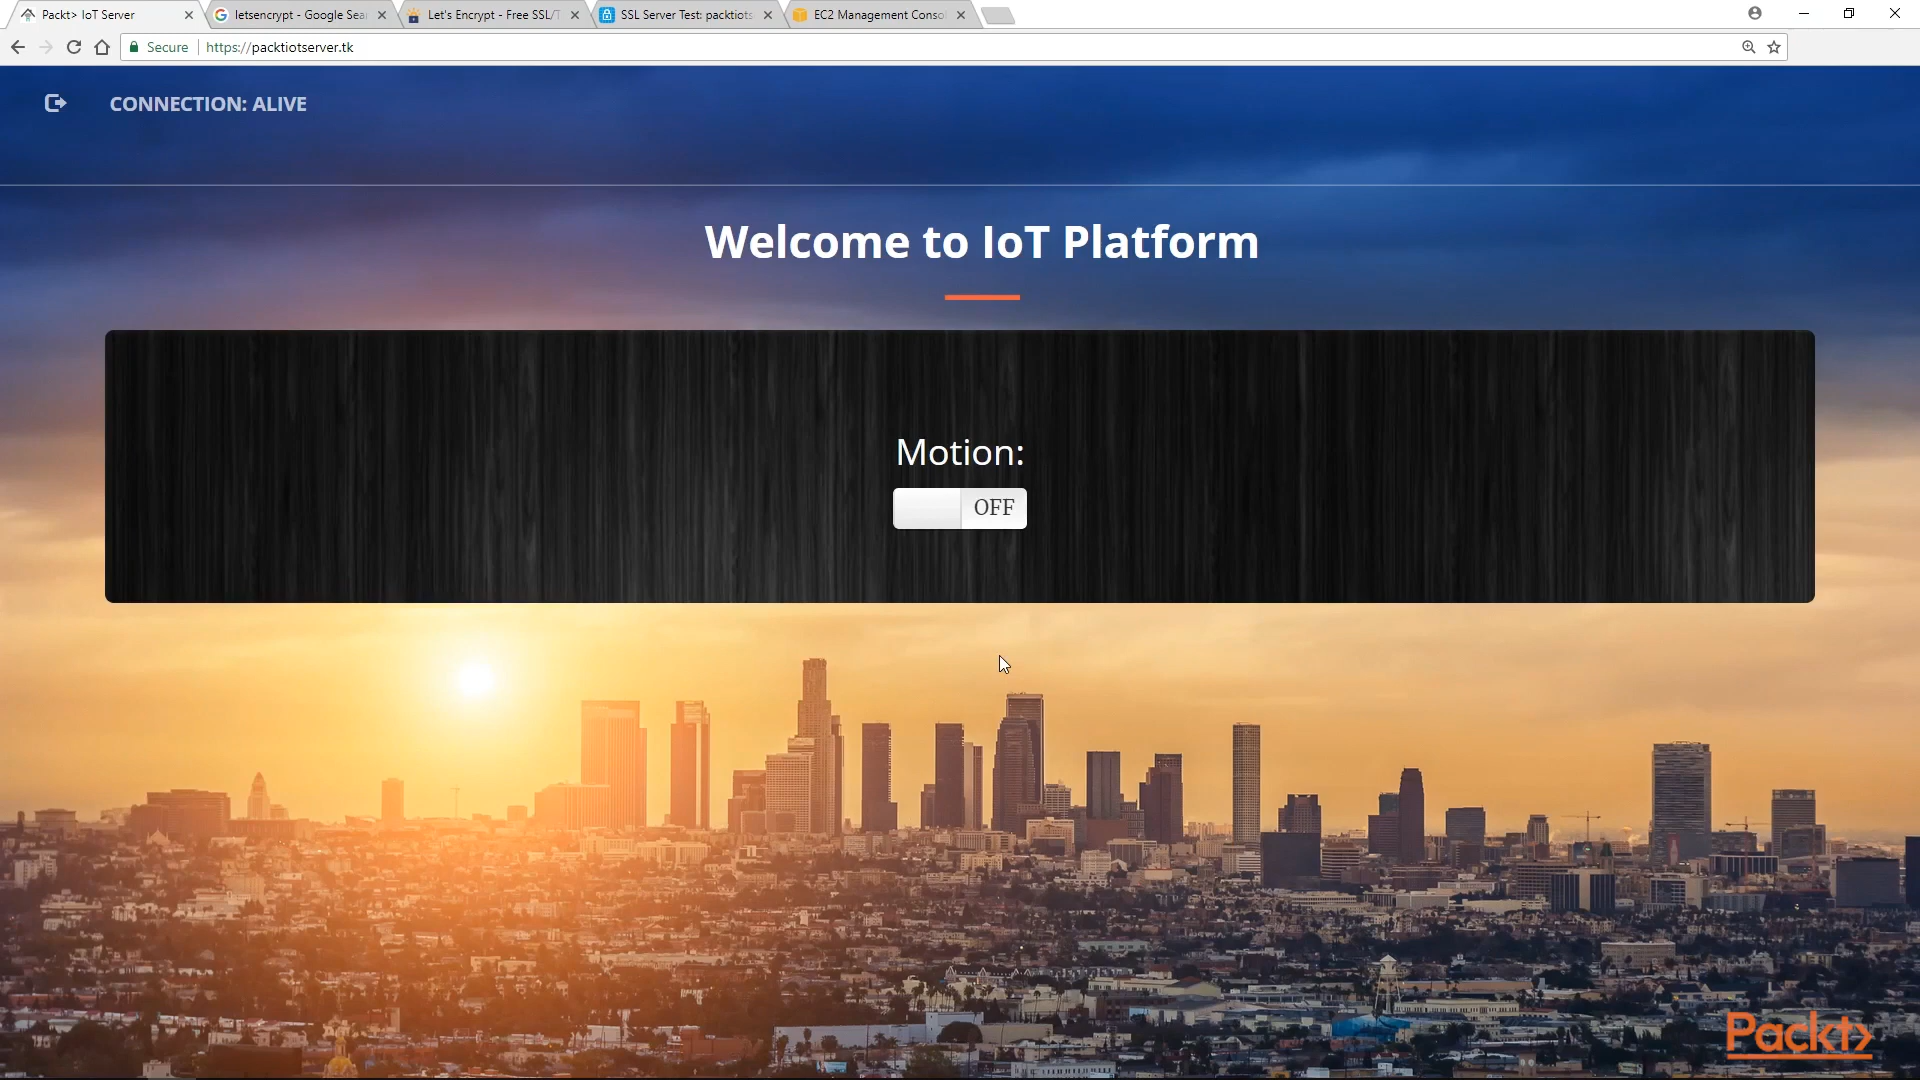 Packt> IoT Server
letsencrypt - Google Sear
Let's Encrypt - Free SSL/T
SSL Server Test: packtiots
EC2 Management Conso
Secure
https://packtiotserver.tk
CONNECTION: ALIVE
Welcome to IoT Platform
Motion:
OFF
Packt>